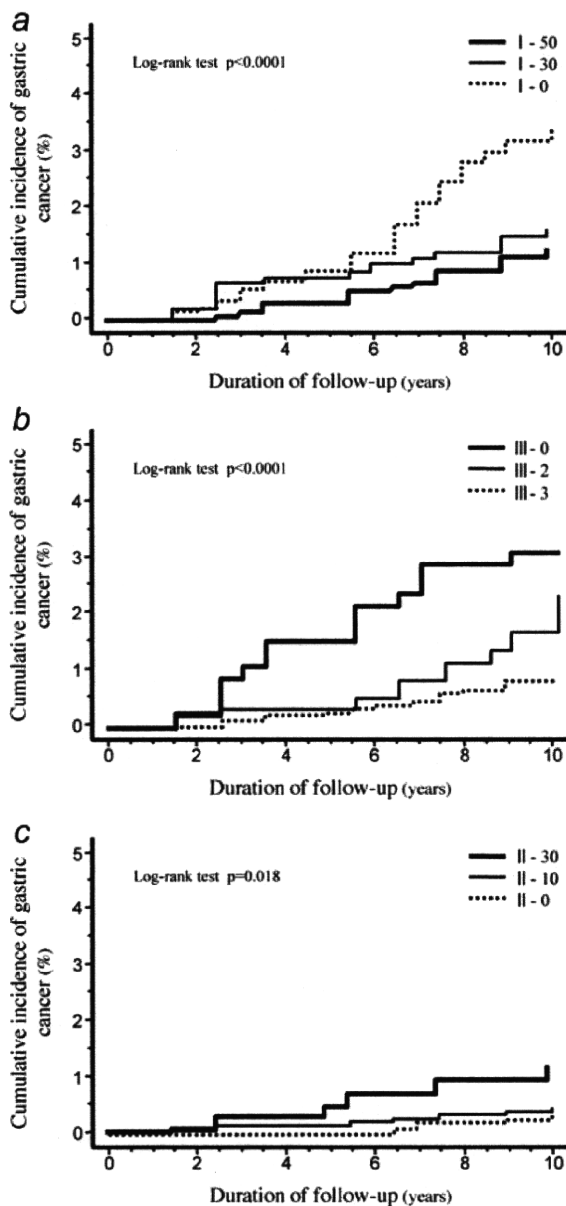 a
5
4
3
2
1
0
Cumulative incidence of gastric
cancer (%)
Log-rank test p<0.0001
I - 50
I - 30
I - 0
0 2 4 6 8 10
Duration of follow-up (years)
b
5
4
3
2
1
0
Cumulative incidence of gastric
cancer (%)
Log-rank test p<0.0001
III - 0
III - 2
III - 3
0 2 4 6 8 10
Duration of follow-up (years)
c
5
4
3
2
1
0
Cumulative incidence of gastric
cancer (%)
Log-rank test p=0.018
II - 30
II - 10
II - 0
0 2 4 6 8 10
Duration of follow-up (years)